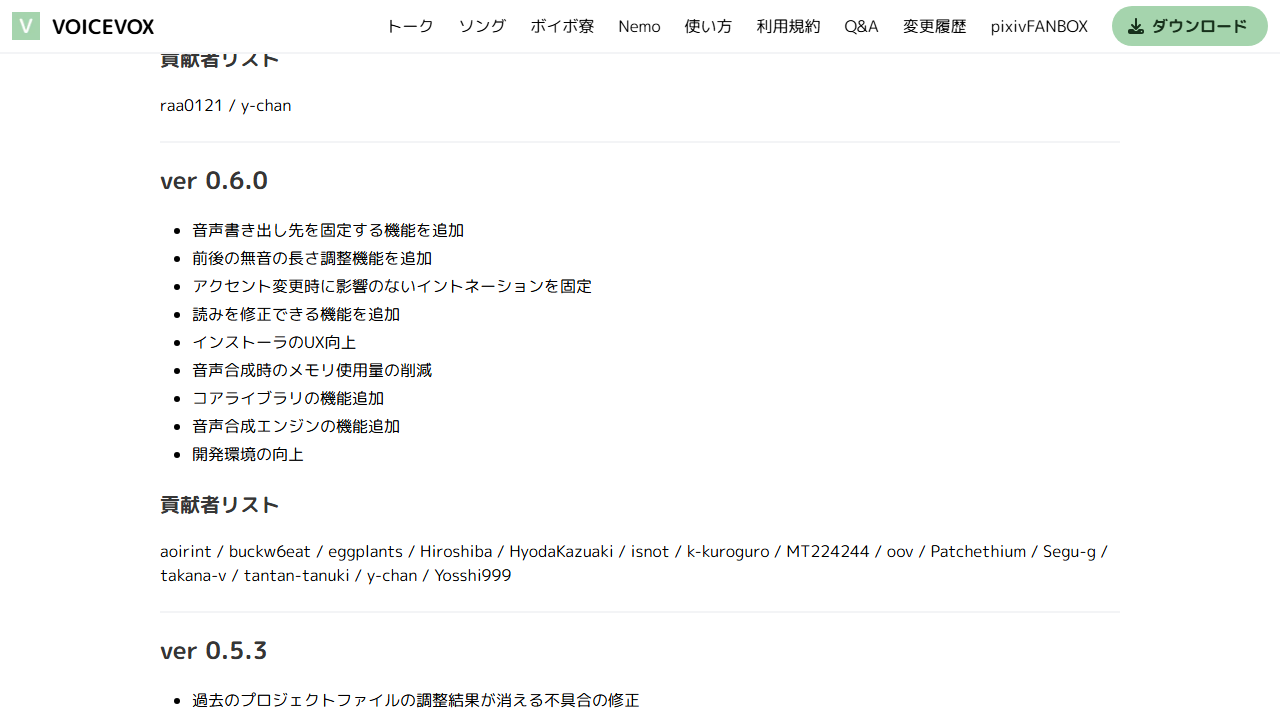 V VOICEVOX トーク ソング ボイボ寮 Nemo 使い方 利用規約 Q&A 変更履歴 pixivFANBOX ダウンロード
貢献者リスト
raa0121 / y-chan
ver 0.6.0
• 音声書き出し先を固定する機能を追加
• 前後の無音の長さ調整機能を追加
• アクセント変更時に影響のないイントネーションを固定
• 読みを修正できる機能を追加
• インストーラのUX向上
• 音声合成時のメモリ使用量の削減
• コアライブラリの機能追加
• 音声合成エンジンの機能追加
• 開発環境の向上
貢献者リスト
aoirint / buckw6eat / eggplants / Hiroshiba / HyodaKazuaki / isnot / k-kuroguro / MT224244 / oov / Patchethium / Segu-g /
takana-v / tantan-tanuki / y-chan / Yosshi999
ver 0.5.3
• 過去のプロジェクトファイルの調整結果が消える不具合の修正